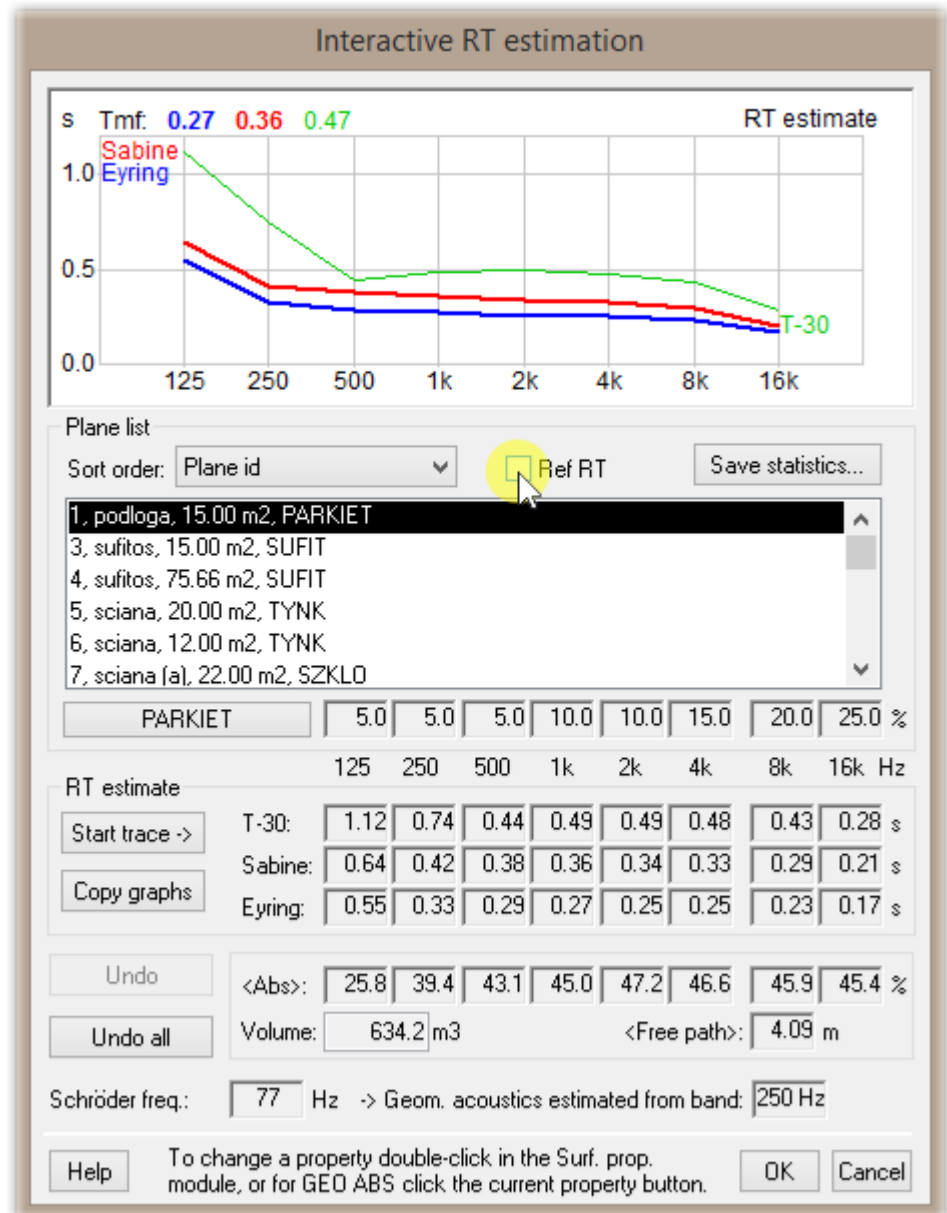 Interactive RT estimation
s Tmf: 0.27 0.36 0.47 RT estimate
Sabine
1.0 Eyring
0.5
T-30
0.0
125 250 500 1k 2k 4k 8k 16k
Plane list
Sort order: Plane id Ref RT Save statistics...
1, podloga, 15.00 m2, PARKIET
3, sufitos, 15.00 m2, SUFIT
4, sufitos, 75.66 m2, SUFIT
5, sciana, 20.00 m2, TYNK
6, sciana, 12.00 m2, TYNK
7, sciana (a), 22.00 m2, SZKLO
PARKIET 5.0 5.0 5.0 10.0 10.0 15.0 20.0 25.0 %
125 250 500 1k 2k 4k 8k 16k Hz
RT estimate
Start trace -> T-30: 1.12 0.74 0.44 0.49 0.49 0.48 0.43 0.28 s
Sabine: 0.64 0.42 0.38 0.36 0.34 0.33 0.29 0.21 s
Copy graphs
Eyring: 0.55 0.33 0.29 0.27 0.25 0.25 0.23 0.17 s
Undo
<Abs>: 25.8 39.4 43.1 45.0 47.2 46.6 45.9 45.4 %
Undo all Volume: 634.2 m3 <Free path>: 4.09 m
Schröder freq.: 77 Hz -> Geom. acoustics estimated from band: 250 Hz
Help To change a property double-click in the Surf. prop. OK Cancel
module, or for GEO ABS click the current property button.